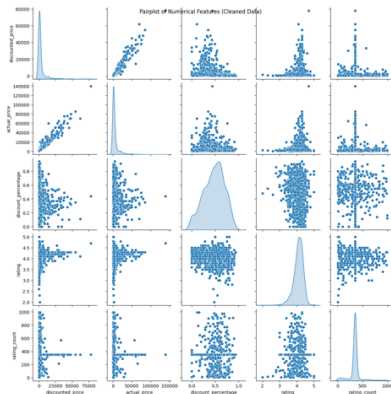 Pairplot of Numerical Features (Cleaned Data)
80000
60000
40000
20000
0
discounted_price
140000
120000
100000
80000
60000
40000
20000
0
actual_price
0.8
0.6
0.4
0.2
0.0
discount_percentage
5.0
4.5
4.0
3.5
3.0
2.5
2.0
rating
1000
800
600
400
200
0
rating_count
0 25000 50000 75000
discounted_price
0 50000 100000 150000
actual_price
0.0 0.5 1.0
discount_percentage
2 3 4 5
rating
0 500 1000
rating_count